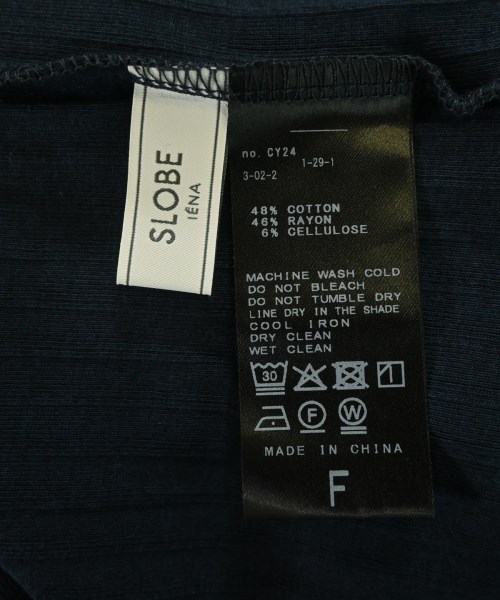 SLOBE
IÉNA
no. CY24
1-29-1
3-02-2
48% COTTON
46% RAYON
6% CELLULOSE
MACHINE WASH COLD
DO NOT BLEACH
DO NOT TUMBLE DRY
LINE DRY IN THE SHADE
COOL IRON
DRY CLEAN
WET CLEAN
30
F W
MADE IN CHINA
F